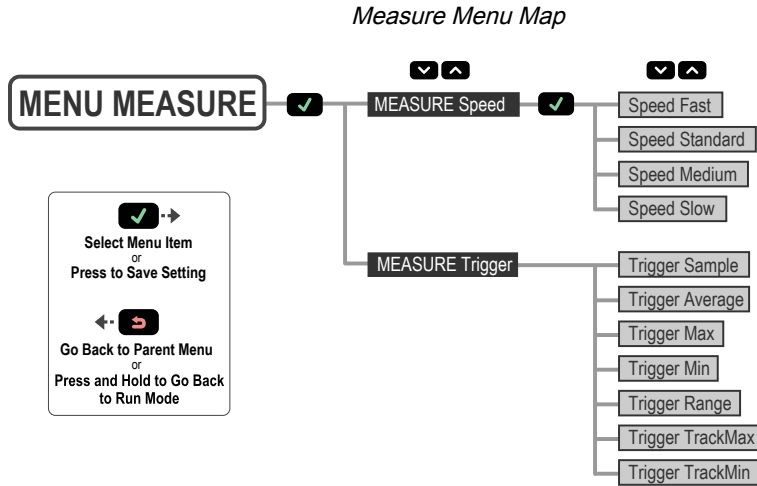 Measure Menu Map
MENU MEASURE
MEASURE Speed
Speed Fast
Speed Standard
Speed Medium
Speed Slow
MEASURE Trigger
Trigger Sample
Trigger Average
Trigger Max
Trigger Min
Trigger Range
Trigger TrackMax
Trigger TrackMin
Select Menu Item
or
Press to Save Setting
Go Back to Parent Menu
or
Press and Hold to Go Back
to Run Mode